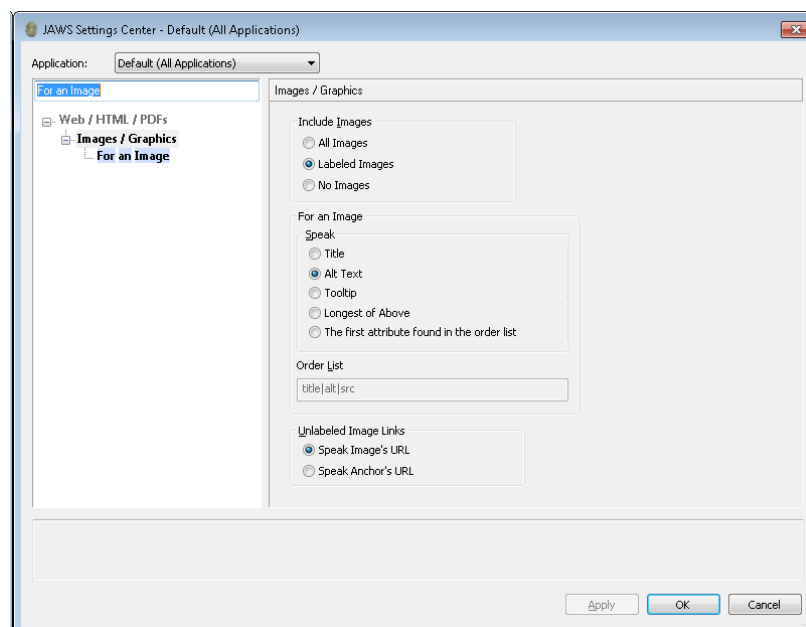 JAWS Settings Center - Default (All Applications)
Application:
Default (All Applications)
For an Image
Web / HTML / PDFs
Images / Graphics
For an Image
Images / Graphics
Include Images
All Images
Labeled Images
No Images
For an Image
Speak
Title
Alt Text
Tooltip
Longest of Above
The first attribute found in the order list
Order List
title|alt|src
Unlabeled Image Links
Speak Image's URL
Speak Anchor's URL
Apply
OK
Cancel